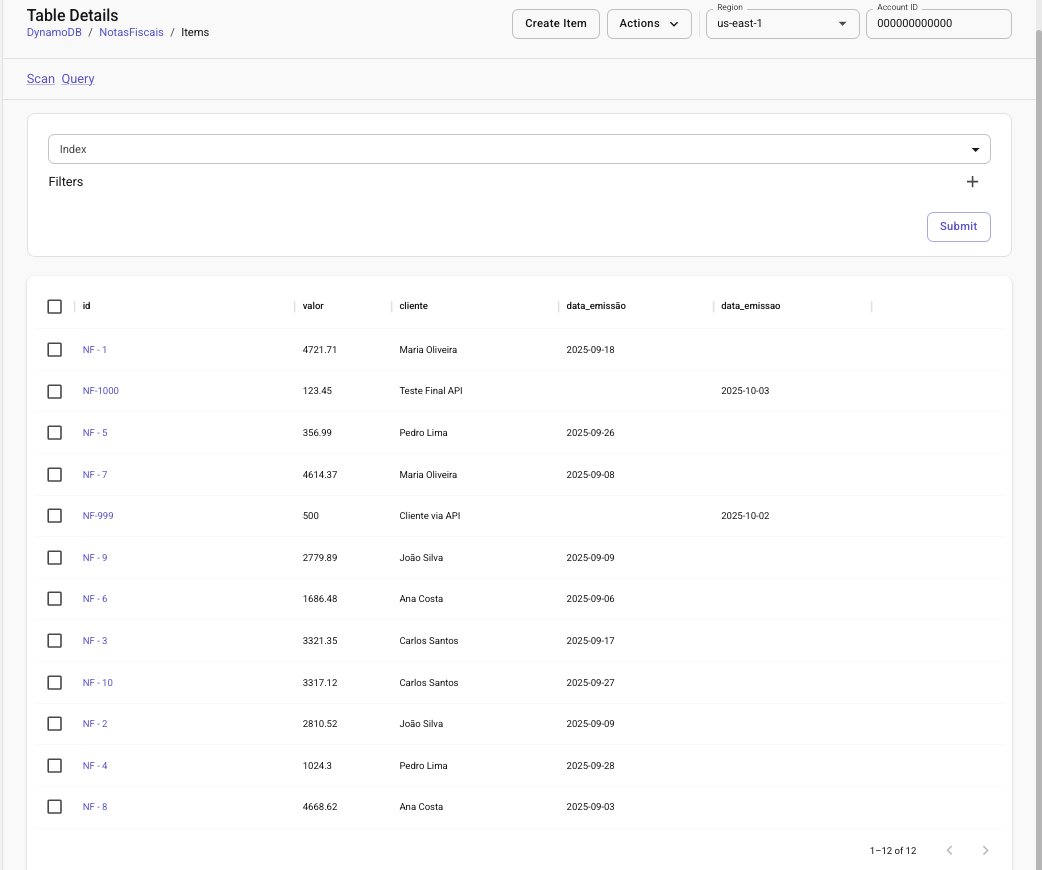 Table Details
DynamoDB / NotasFiscais / Items
Create Item
Actions
Region
us-east-1
Account ID
000000000000
Scan Query
Index
Filters
Submit
id valor cliente data_emissão data_emissao
NF - 1 4721.71 Maria Oliveira 2025-09-18
NF-1000 123.45 Teste Final API 2025-10-03
NF - 5 356.99 Pedro Lima 2025-09-26
NF - 7 4614.37 Maria Oliveira 2025-09-08
NF-999 500 Cliente via API 2025-10-02
NF - 9 2779.89 João Silva 2025-09-09
NF - 6 1686.48 Ana Costa 2025-09-06
NF - 3 3321.35 Carlos Santos 2025-09-17
NF - 10 3317.12 Carlos Santos 2025-09-27
NF - 2 2810.52 João Silva 2025-09-09
NF - 4 1024.3 Pedro Lima 2025-09-28
NF - 8 4668.62 Ana Costa 2025-09-03
1–12 of 12